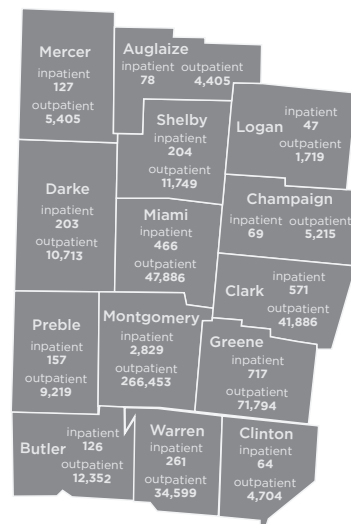 Mercer
inpatient
127
outpatient
5,405
Auglaize
inpatient outpatient
78 4,405
Shelby
inpatient
204
outpatient
11,749
Logan
inpatient
47
outpatient
1,719
Darke
inpatient
203
outpatient
10,713
Miami
inpatient
466
outpatient
47,886
Champaign
inpatient outpatient
69 5,215
Clark
inpatient
571
outpatient
41,886
Preble
inpatient
157
outpatient
9,219
Montgomery
inpatient
2,829
outpatient
266,453
Greene
inpatient
717
outpatient
71,794
Butler
inpatient
126
outpatient
12,352
Warren
inpatient
261
outpatient
34,599
Clinton
inpatient
64
outpatient
4,704